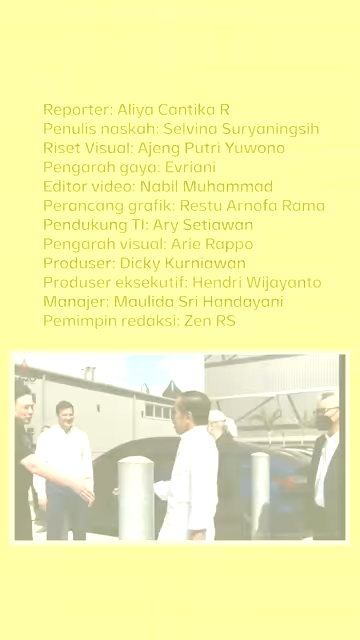 Reporter: Aliya Cantika R
Penulis naskah: Selvina Suryaningsih
Riset Visual: Ajeng Putri Yuwono
Pengarah gaya: Evriani
Editor video: Nabil Muhammad
Perancang grafik: Restu Arnofa Rama
Pendukung TI: Ary Setiawan
Pengarah visual: Arie Rappo
Produser: Dicky Kurniawan
Produser eksekutif: Hendri Wijayanto
Manajer: Maulida Sri Handayani
Pemimpin redaksi: Zen RS